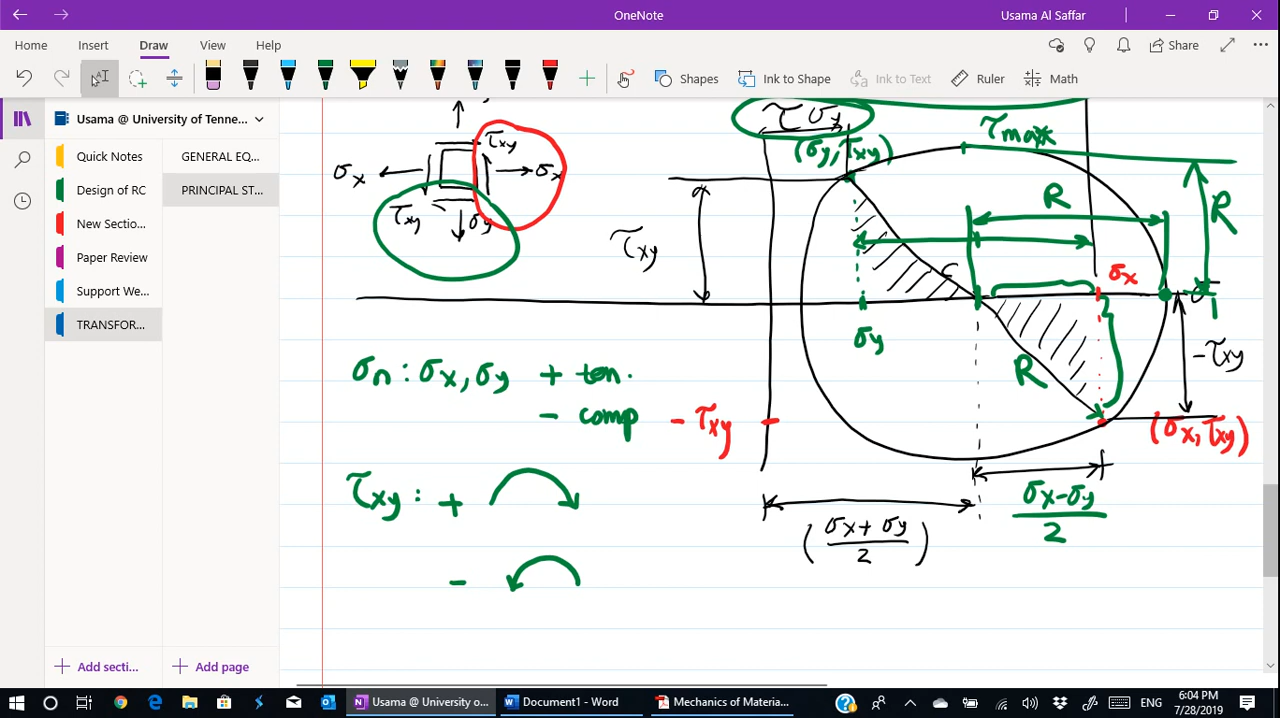 OneNote
Usama Al Saffar
Home
Insert
Draw
View
Help
Share
Shapes
Ink to Shape
Ink to Text
Ruler
Math
Usama @ University of Tenne...
Quick Notes
Design of RC
New Sectio...
Paper Review
Support We...
TRANSFOR...
GENERAL EQ...
PRINCIPAL ST...
Add secti...
Add page
τxy
σx
σx
τxy
σy
(σy, τxy)
τmax
R
R
τxy
c
σx
σy
R
-τxy
(σx, τxy)
-τxy
σn: σx, σy + ten.
- comp
τxy: +
-
(σx + σy / 2)
σx - σy / 2
Usama @ University o...
Document1 - Word
Mechanics of Materia...
ENG
6:04 PM
7/28/2019